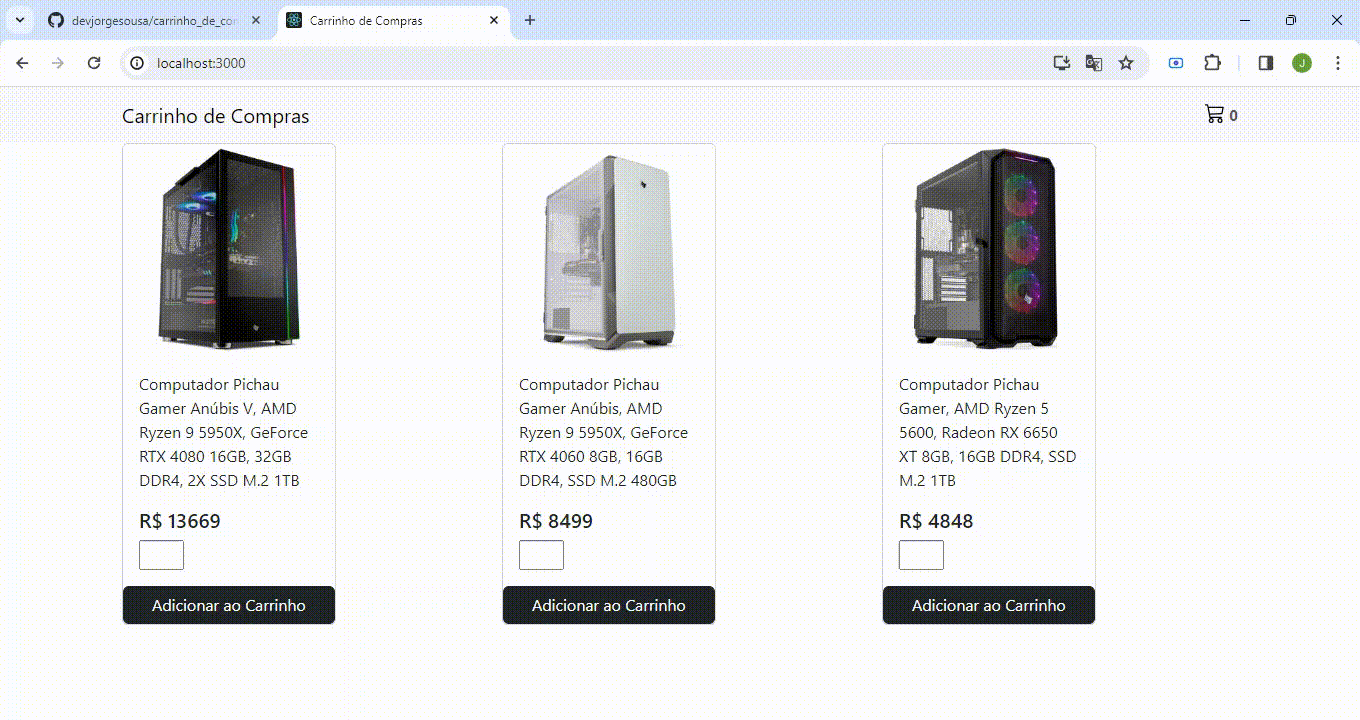 devjorgesousa/carrinho_de_con
Carrinho de Compras
localhost:3000
J
Carrinho de Compras
0
Computador Pichau
Gamer Anúbis V, AMD
Ryzen 9 5950X, GeForce
RTX 4080 16GB, 32GB
DDR4, 2X SSD M.2 1TB
R$ 13669
Adicionar ao Carrinho
Computador Pichau
Gamer Anúbis, AMD
Ryzen 9 5950X, GeForce
RTX 4060 8GB, 16GB
DDR4, SSD M.2 480GB
R$ 8499
Adicionar ao Carrinho
Computador Pichau
Gamer, AMD Ryzen 5
5600, Radeon RX 6650
XT 8GB, 16GB DDR4, SSD
M.2 1TB
R$ 4848
Adicionar ao Carrinho